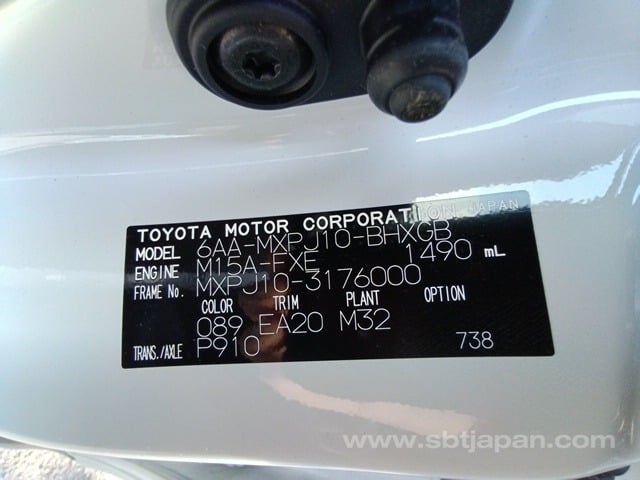 TOYOTA MOTOR CORPORATION JAPAN
MODEL 6AA-MXPJ10-BHXGB
ENGINE M15A-FXE 1490 mL
FRAME No. MXPJ10-3176000
COLOR TRIM PLANT OPTION
089 EA20 M32
TRANS./AXLE P910 738
www.sbtjapan.com